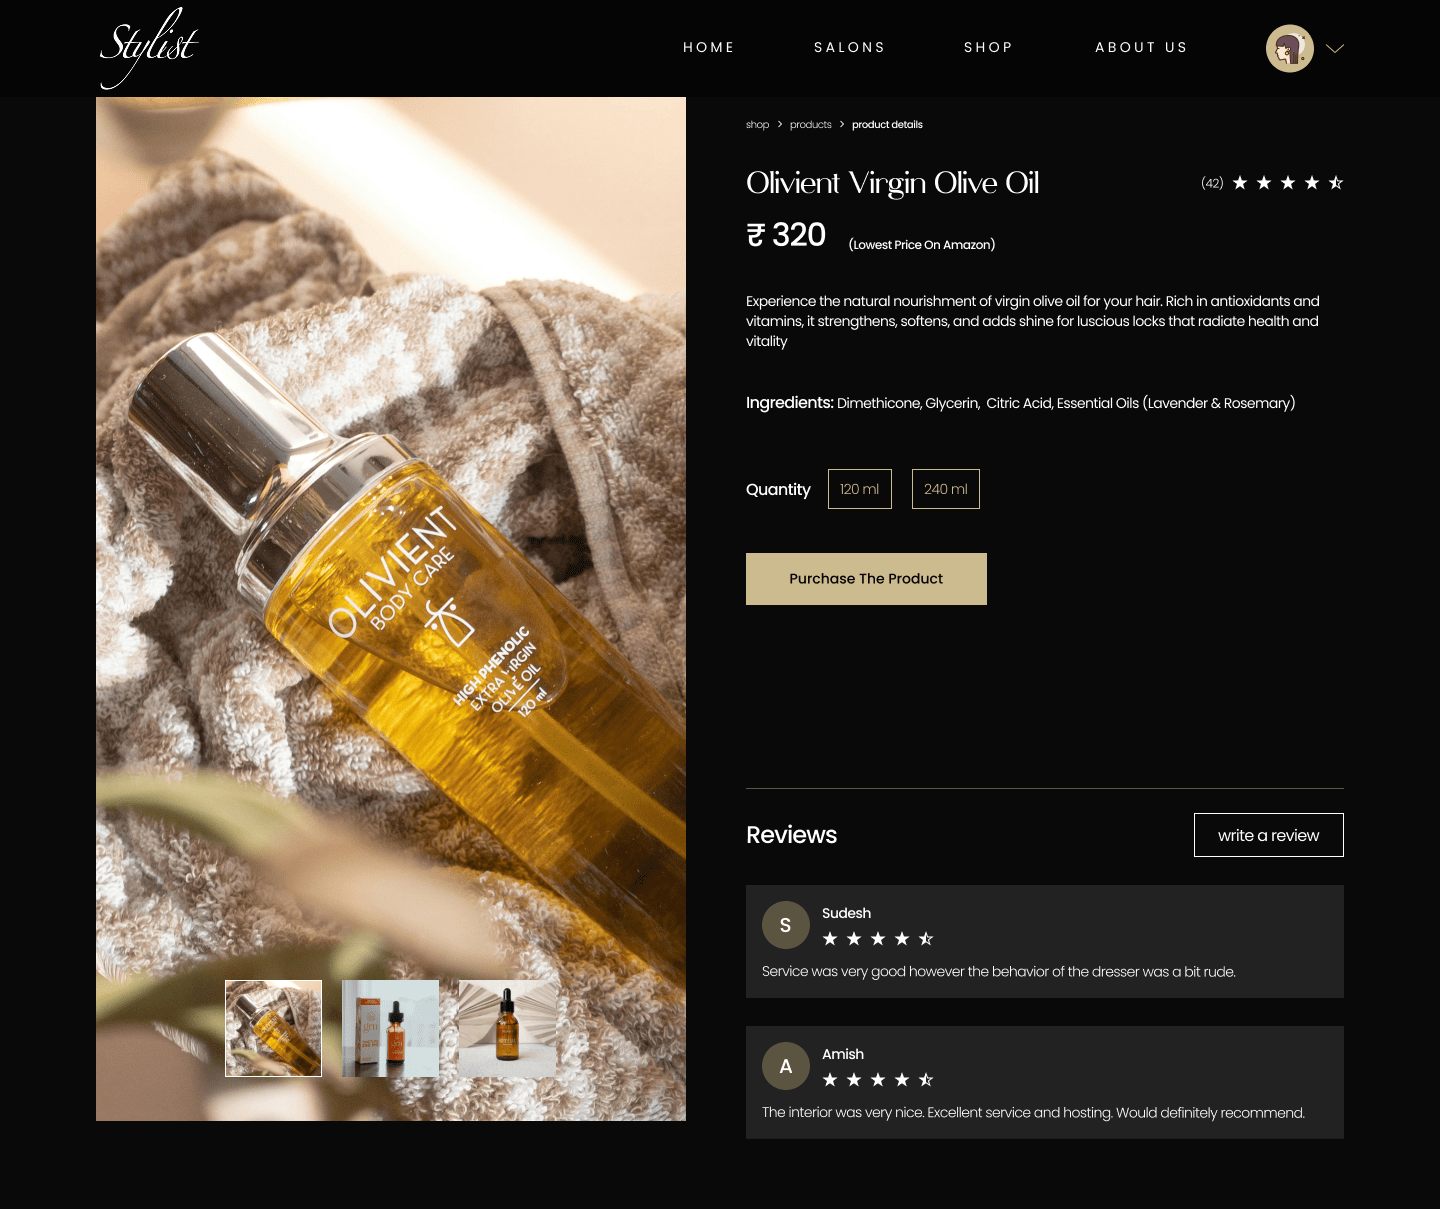 Stylist
HOME
SALONS
SHOP
ABOUT US
shop > products > product details
Olivient Virgin Olive Oil
(42)
₹ 320
(Lowest Price On Amazon)
Experience the natural nourishment of virgin olive oil for your hair. Rich in antioxidants and
vitamins, it strengthens, softens, and adds shine for luscious locks that radiate health and
vitality
Ingredients: Dimethicone, Glycerin, Citric Acid, Essential Oils (Lavender & Rosemary)
Quantity
120 ml
240 ml
Purchase The Product
OLIVIENT
BODY CARE
HIGH PHENOLIC
EXTRA VIRGIN
OLIVE OIL
120 ml
Reviews
write a review
S
Sudesh
Service was very good however the behavior of the dresser was a bit rude.
A
Amish
The interior was very nice. Excellent service and hosting. Would definitely recommend.